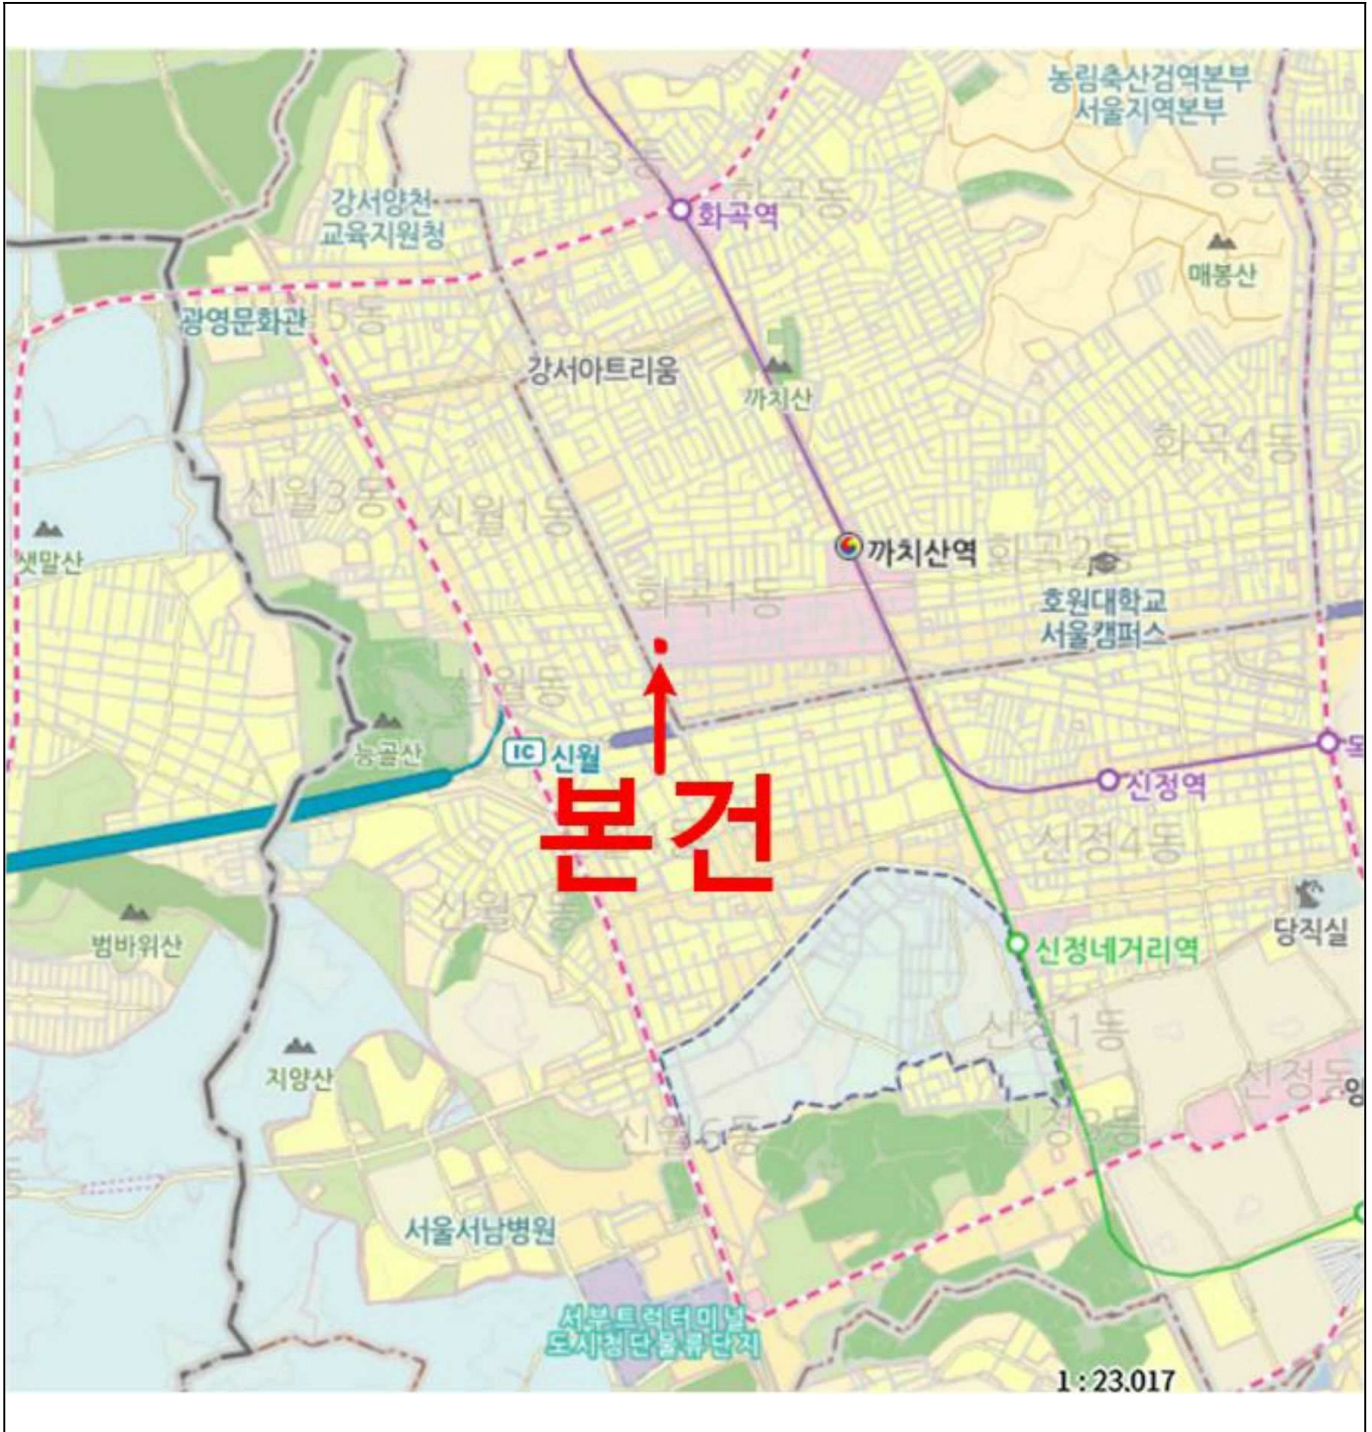 농림축산검역본부
서울지역본부
화곡3동
등촌2동
강서양천
교육지원청
화곡동
화곡역
매봉산
광영문화관
강서아트리움
까치산
화곡4동
신월3동
신월1동
까치산역
화곡2동
샛말산
호원대학교
서울캠퍼스
화곡1동
신월동
능골산
IC 신월
신정역
본건
신정4동
신월7동
범바위산
당직실
신정네거리역
신정1동
지양산
신정동
신월6동
신정3동
서울서남병원
서부트럭터미널
도시첨단물류단지
1 : 23,017